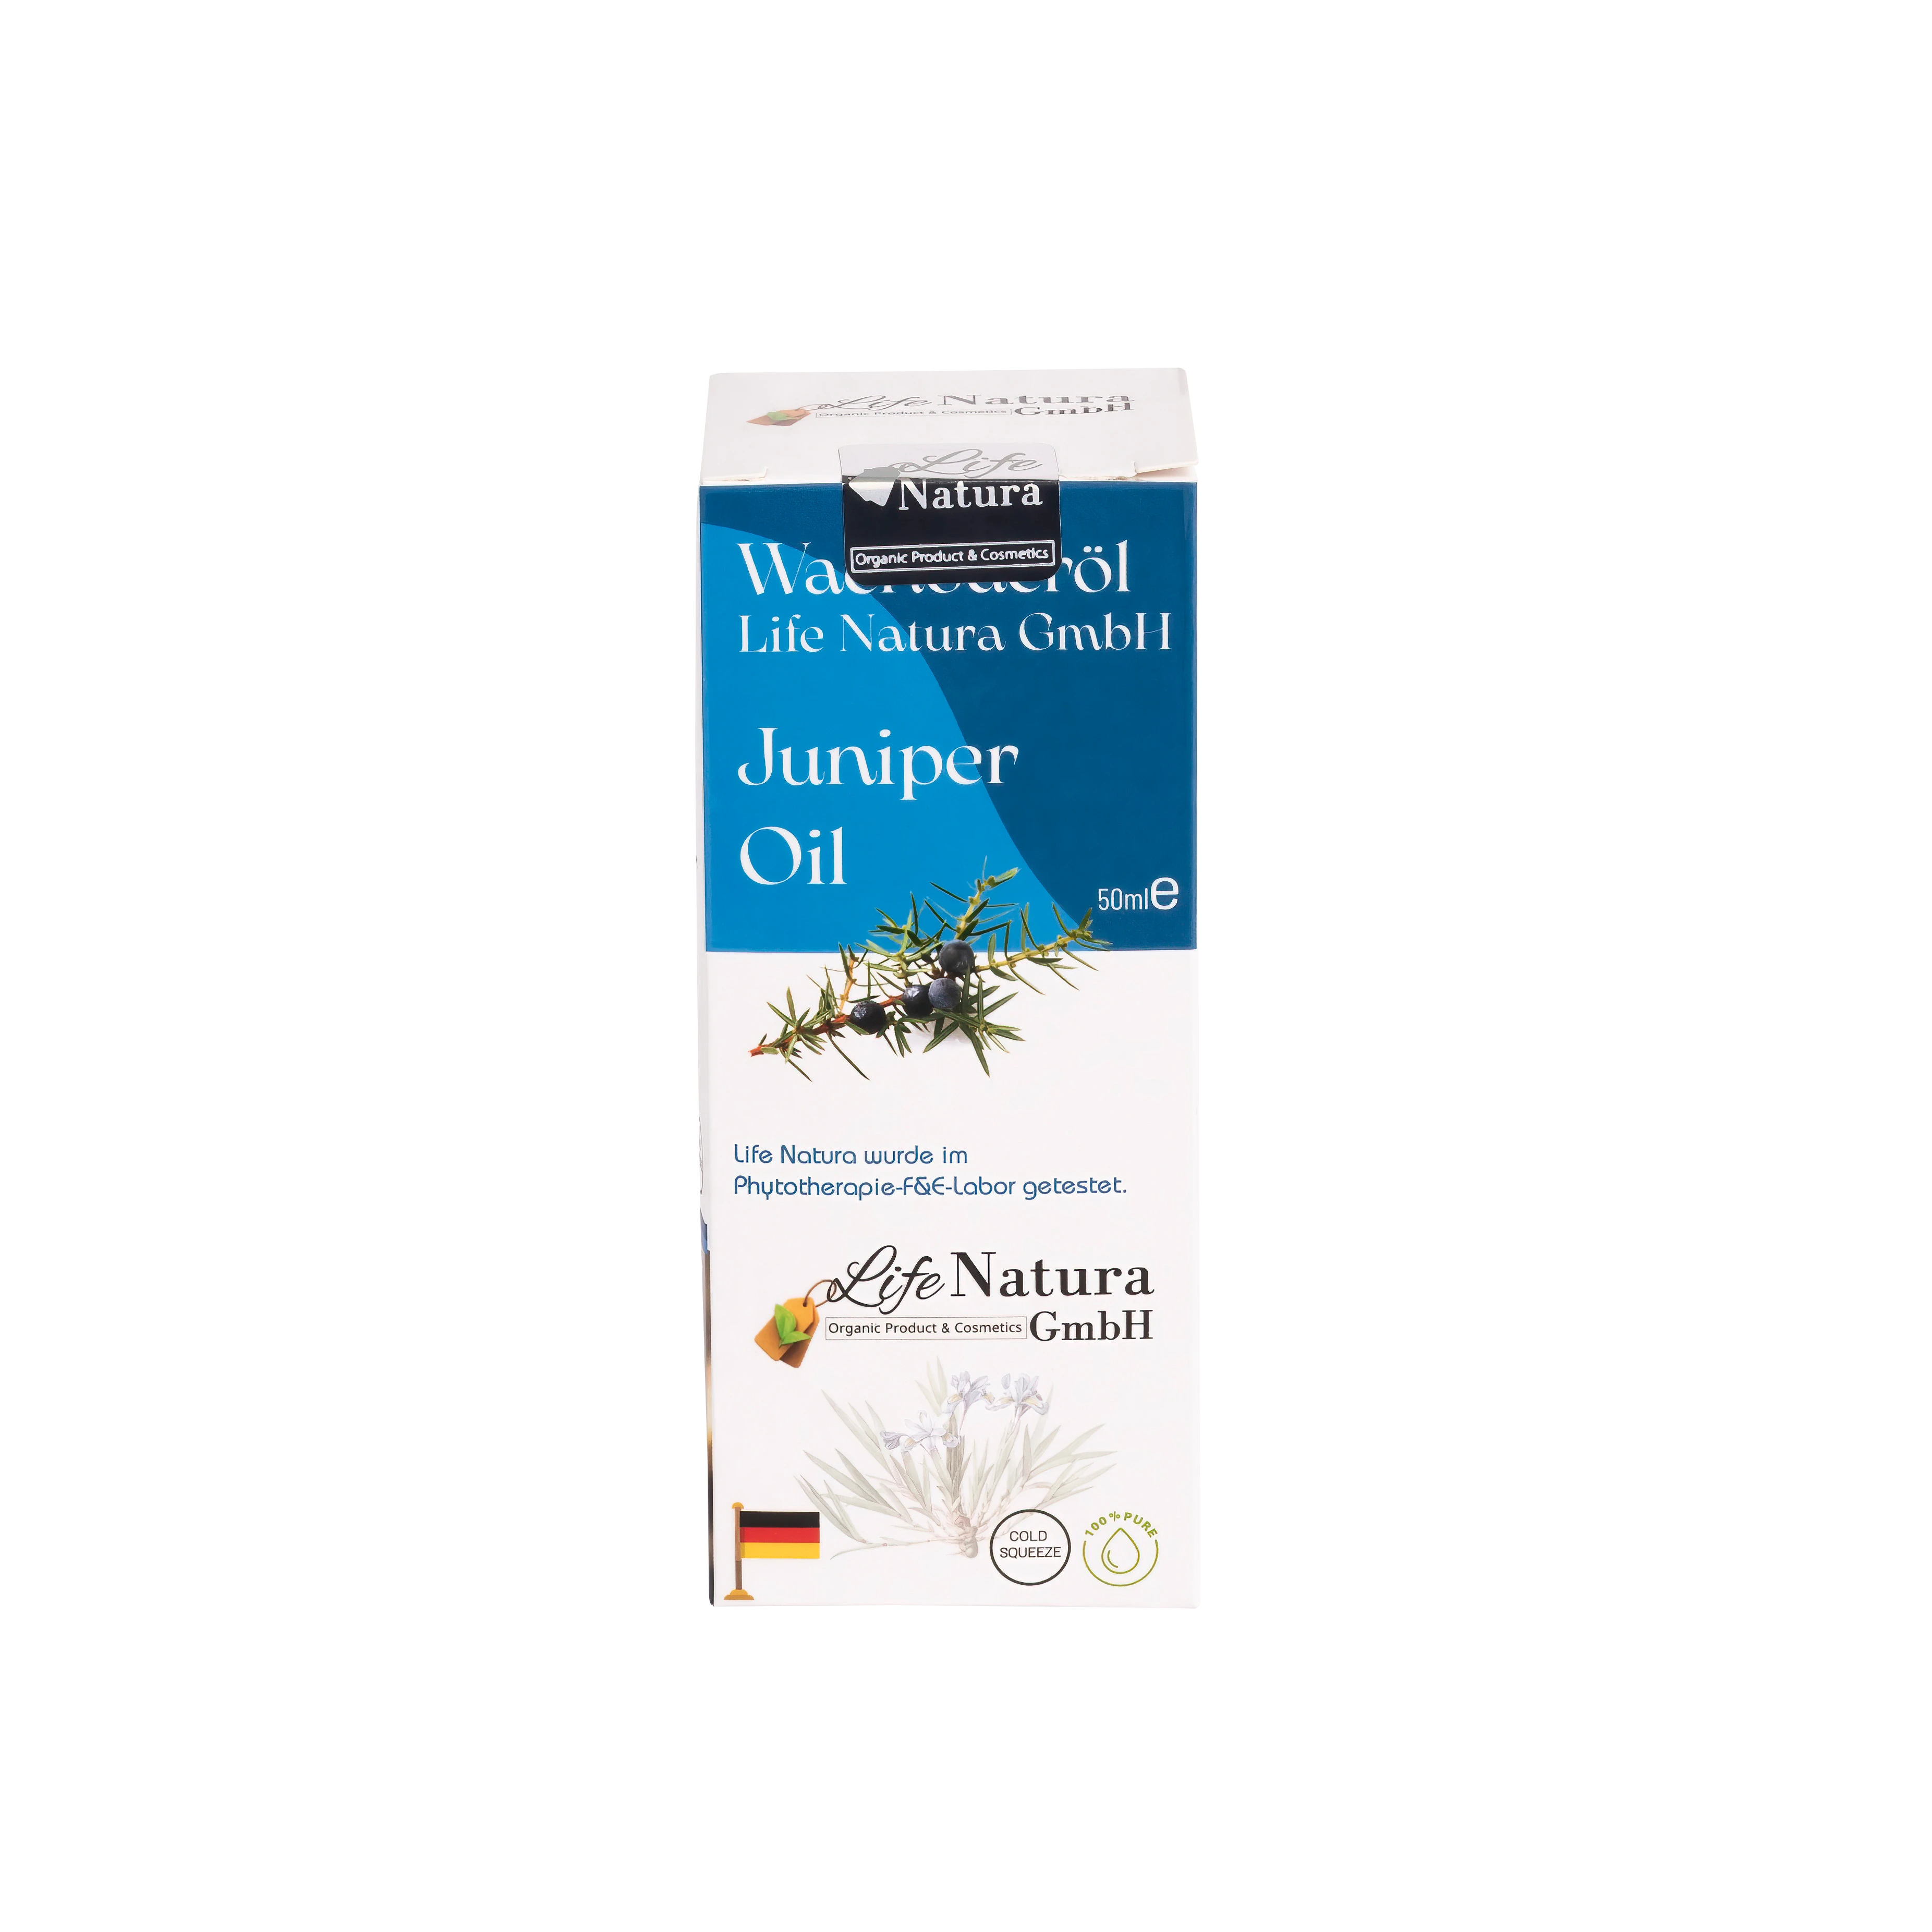 Life Natura
Organic Product & Cosmetics GmbH
Life
Natura
Organic Product & Cosmetics
Life Natura GmbH
Juniper
Oil
50ml e
Life Natura wurde im
Phytotherapie-F&E-Labor getestet.
Life Natura
Organic Product & Cosmetics GmbH
COLD
SQUEEZE
100% PURE